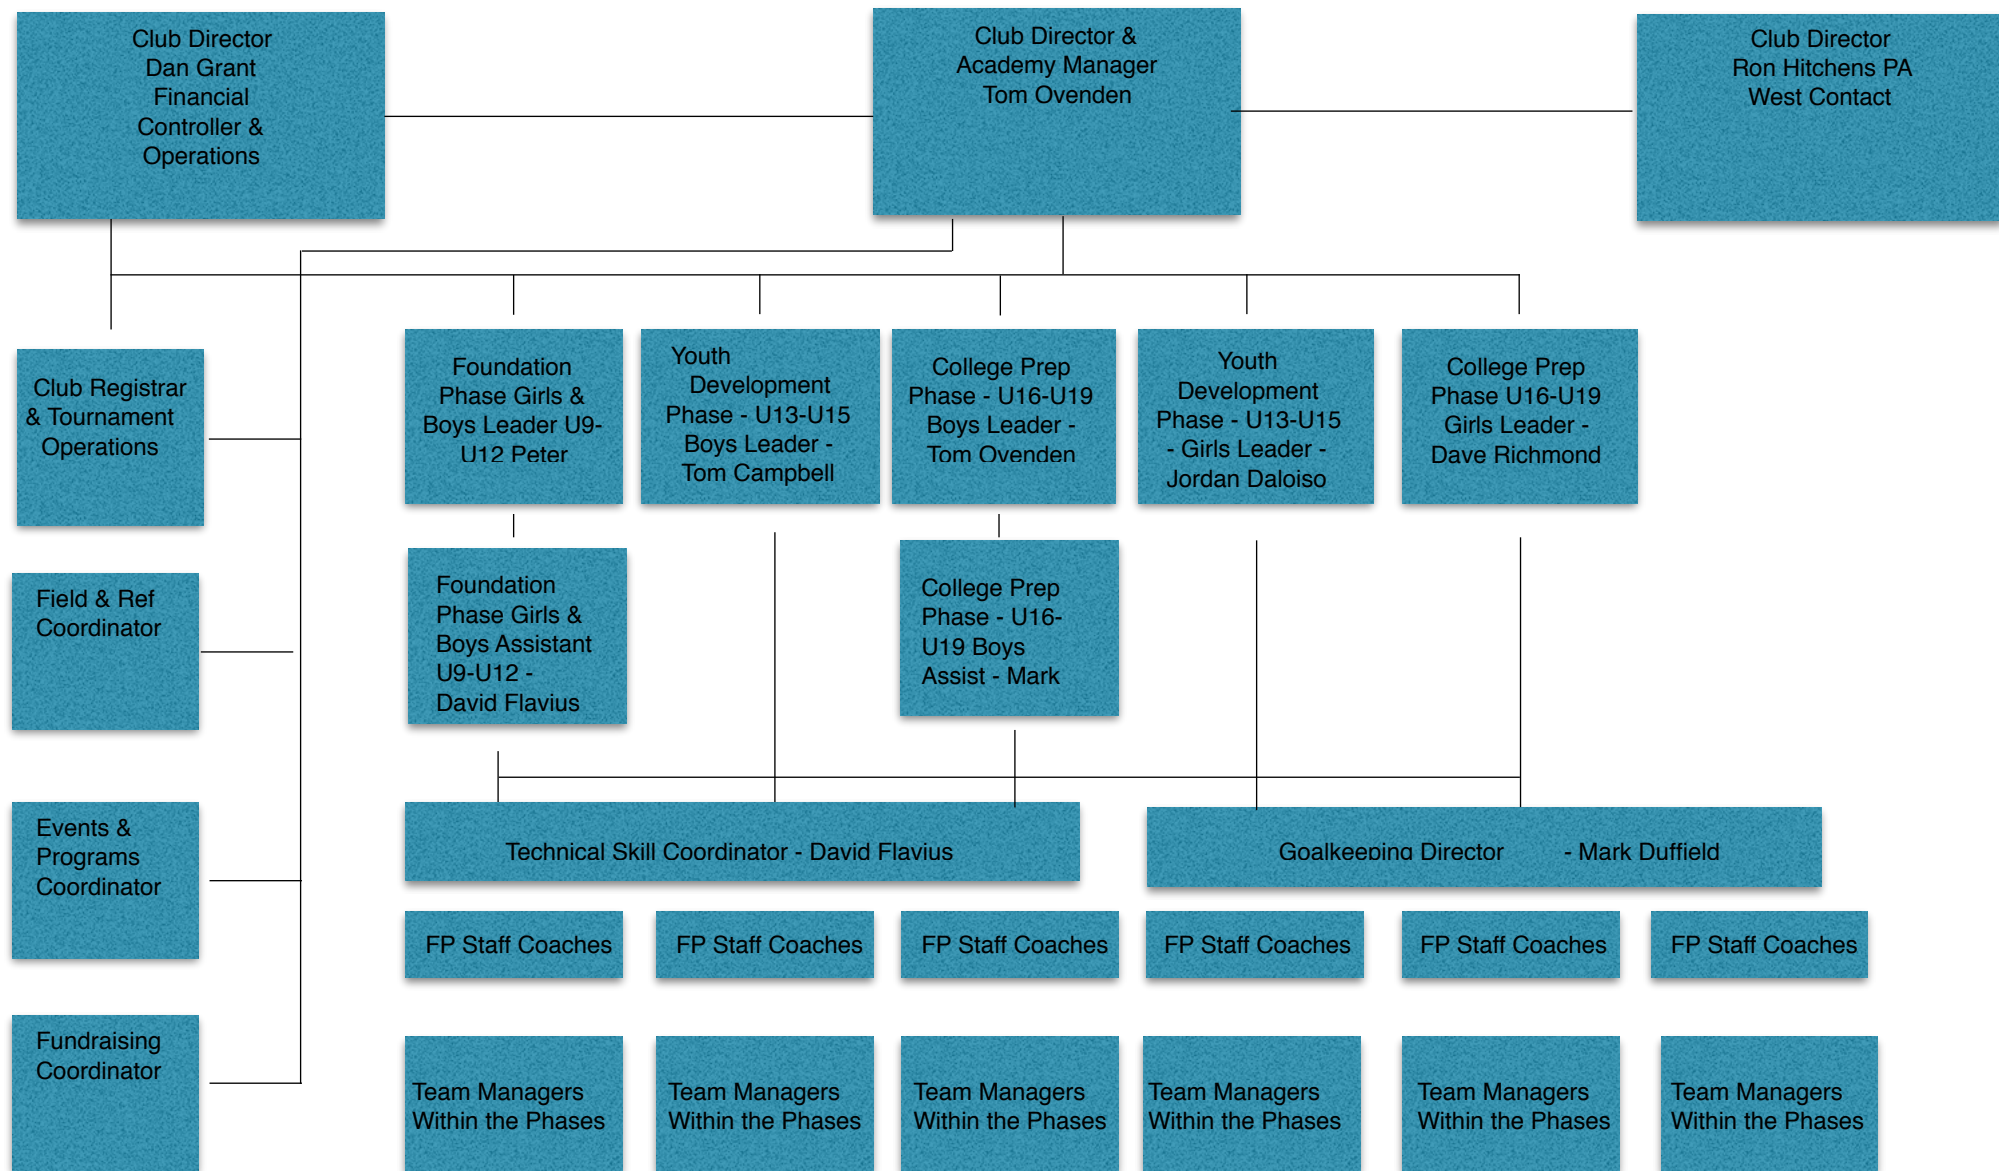 Club Director
Dan Grant
Financial
Controller &
Operations
Club Director &
Academy Manager
Tom Ovenden
Club Director
Ron Hitchens PA
West Contact
Club Registrar
& Tournament
Operations
Foundation
Phase Girls &
Boys Leader U9-
U12 Peter
Youth
Development
Phase - U13-U15
Boys Leader -
Tom Campbell
College Prep
Phase - U16-U19
Boys Leader -
Tom Ovenden
Youth
Development
Phase - U13-U15
- Girls Leader -
Jordan Daloiso
College Prep
Phase U16-U19
Girls Leader -
Dave Richmond
Field & Ref
Coordinator
Foundation
Phase Girls &
Boys Assistant
U9-U12 -
David Flavius
College Prep
Phase - U16-
U19 Boys
Assist - Mark
Events &
Programs
Coordinator
Technical Skill Coordinator - David Flavius
Goalkeeping Director - Mark Duffield
FP Staff Coaches
FP Staff Coaches
FP Staff Coaches
FP Staff Coaches
FP Staff Coaches
FP Staff Coaches
Fundraising
Coordinator
Team Managers
Within the Phases
Team Managers
Within the Phases
Team Managers
Within the Phases
Team Managers
Within the Phases
Team Managers
Within the Phases
Team Managers
Within the Phases